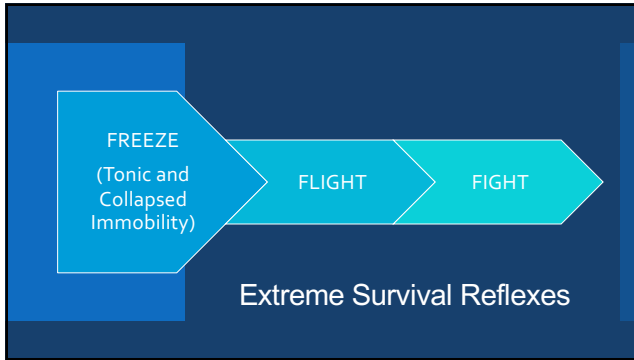 FREEZE
(Tonic and
Collapsed
Immobility)
FLIGHT
FIGHT
Extreme Survival Reflexes